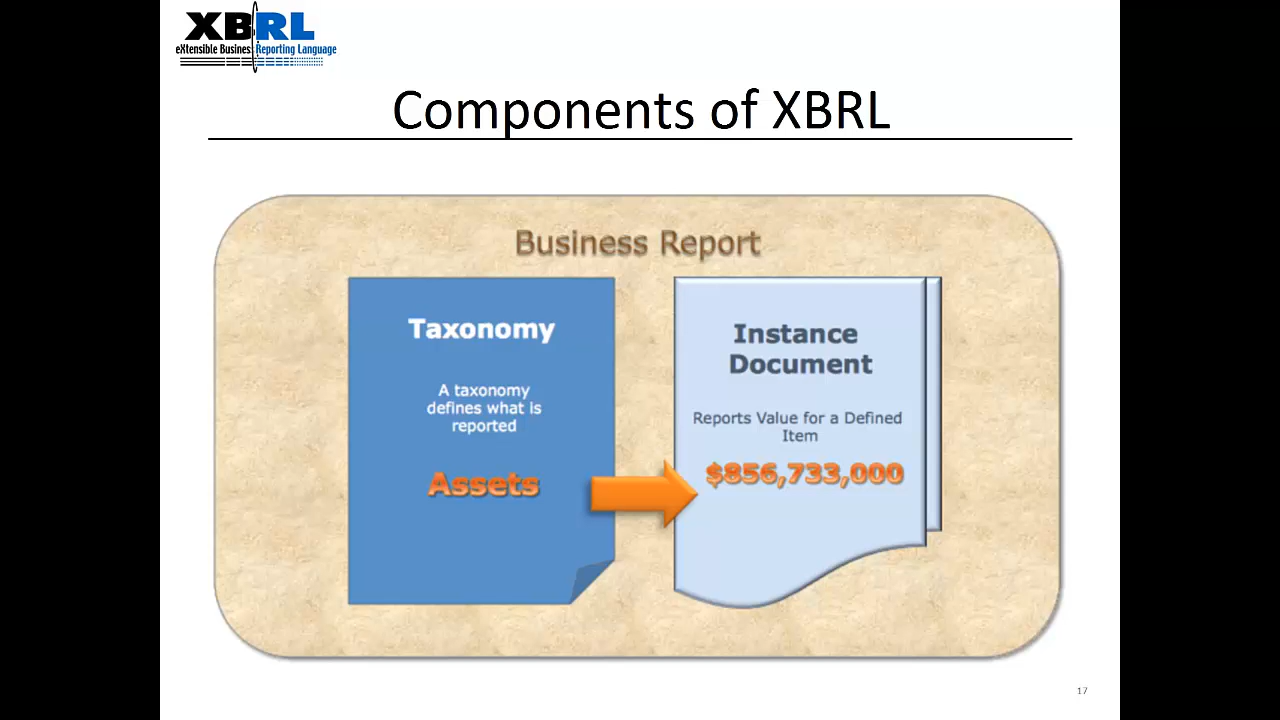 XBRL
eXtensible Business Reporting Language
Components of XBRL
Business Report
Taxonomy
A taxonomy
defines what is
reported
Assets
Instance
Document
Reports Value for a Defined
Item
$856,733,000
17